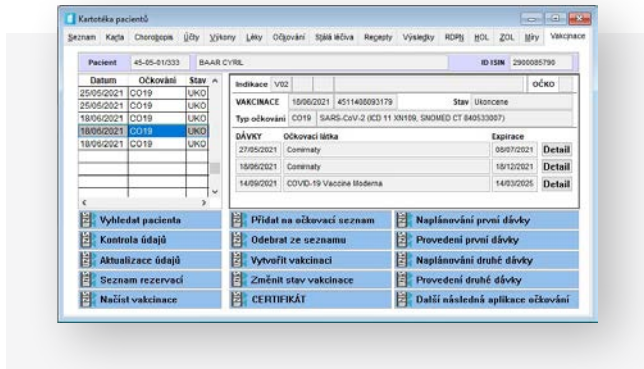 Kartotéka pacientů
Seznam Karta Chorobopis Účty Výkony Léky Očkování Stálá léčiva Recepty Výsledky RDPN HOL ZOL Míry Vakcinace
Pacient 45-05-01/333 BAAR CYRIL ID ISIN 2900085790
Datum Očkování Stav
25/05/2021 CO19 UKO
25/05/2021 CO19 UKO
18/06/2021 CO19 UKO
18/06/2021 CO19 UKO
18/06/2021 CO19 UKO
Indikace V02 OČKO
VAKCINACE 18/06/2021 4511408093179 Stav Ukoncene
Typ očkování CO19 SARS-CoV-2 (ICD 11 XN109, SNOMED CT 840533007)
DÁVKY Očkovací látka Expirace
27/05/2021 Comirnaty 08/07/2021 Detail
18/06/2021 Comirnaty 18/12/2021 Detail
14/09/2021 COVID-19 Vaccine Moderna 14/03/2025 Detail
Vyhledat pacienta Přidat na očkovací seznam Naplánování první dávky
Kontrola údajů Odebrat ze seznamu Provedení první dávky
Aktualizace údajů Vytvořit vakcinaci Naplánování druhé dávky
Seznam rezervací Změnit stav vakcinace Provedení druhé dávky
Načíst vakcinace CERTIFIKÁT Další následná aplikace očkování